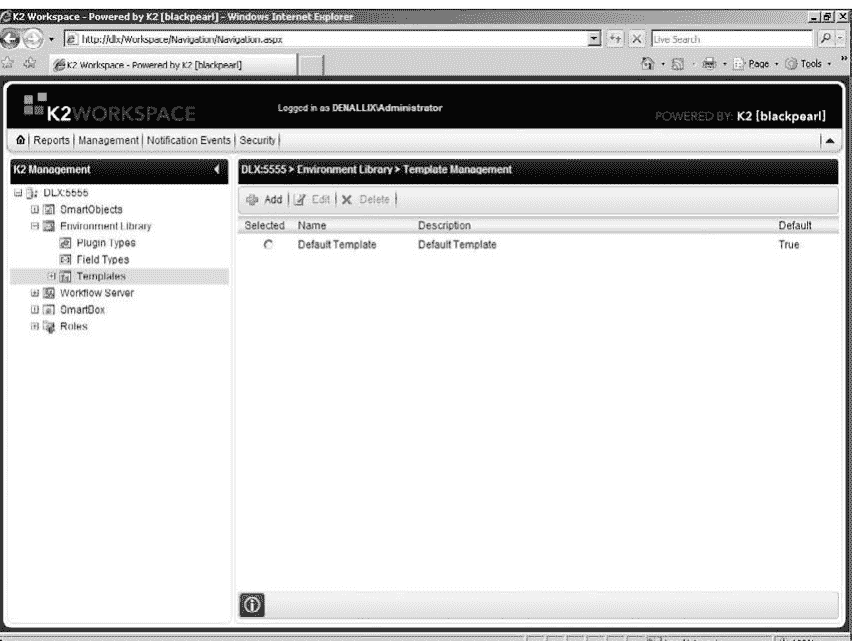 K2 Workspace - Powered by K2 [blackpearl] - Windows Internet Explorer
http://dlx/Workspace/Navigation/Navigation.aspx
Live Search
K2 Workspace - Powered by K2 [blackpearl]
Page
Tools
K2WORKSPACE
Logged in as DENALLIX\Administrator
POWERED BY: K2 [blackpearl]
Reports | Management | Notification Events | Security
K2 Management
DLX:5555 > Environment Library > Template Management
DLX:5555
SmartObjects
Environment Library
Plugin Types
Field Types
Templates
Workflow Server
SmartBox
Roles
Add | Edit | Delete
Selected Name Description Default
Default Template Default Template True